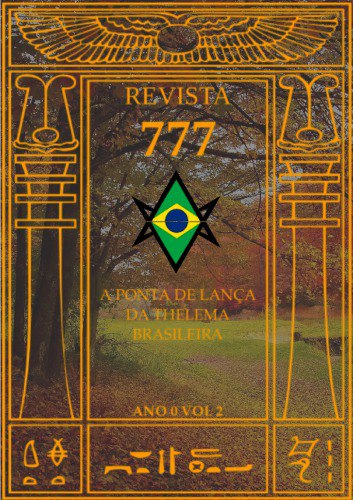 REVISTA
777
A PONTA DE LANÇA
DA THELEMA
BRASILEIRA
ANO 0 VOL 2